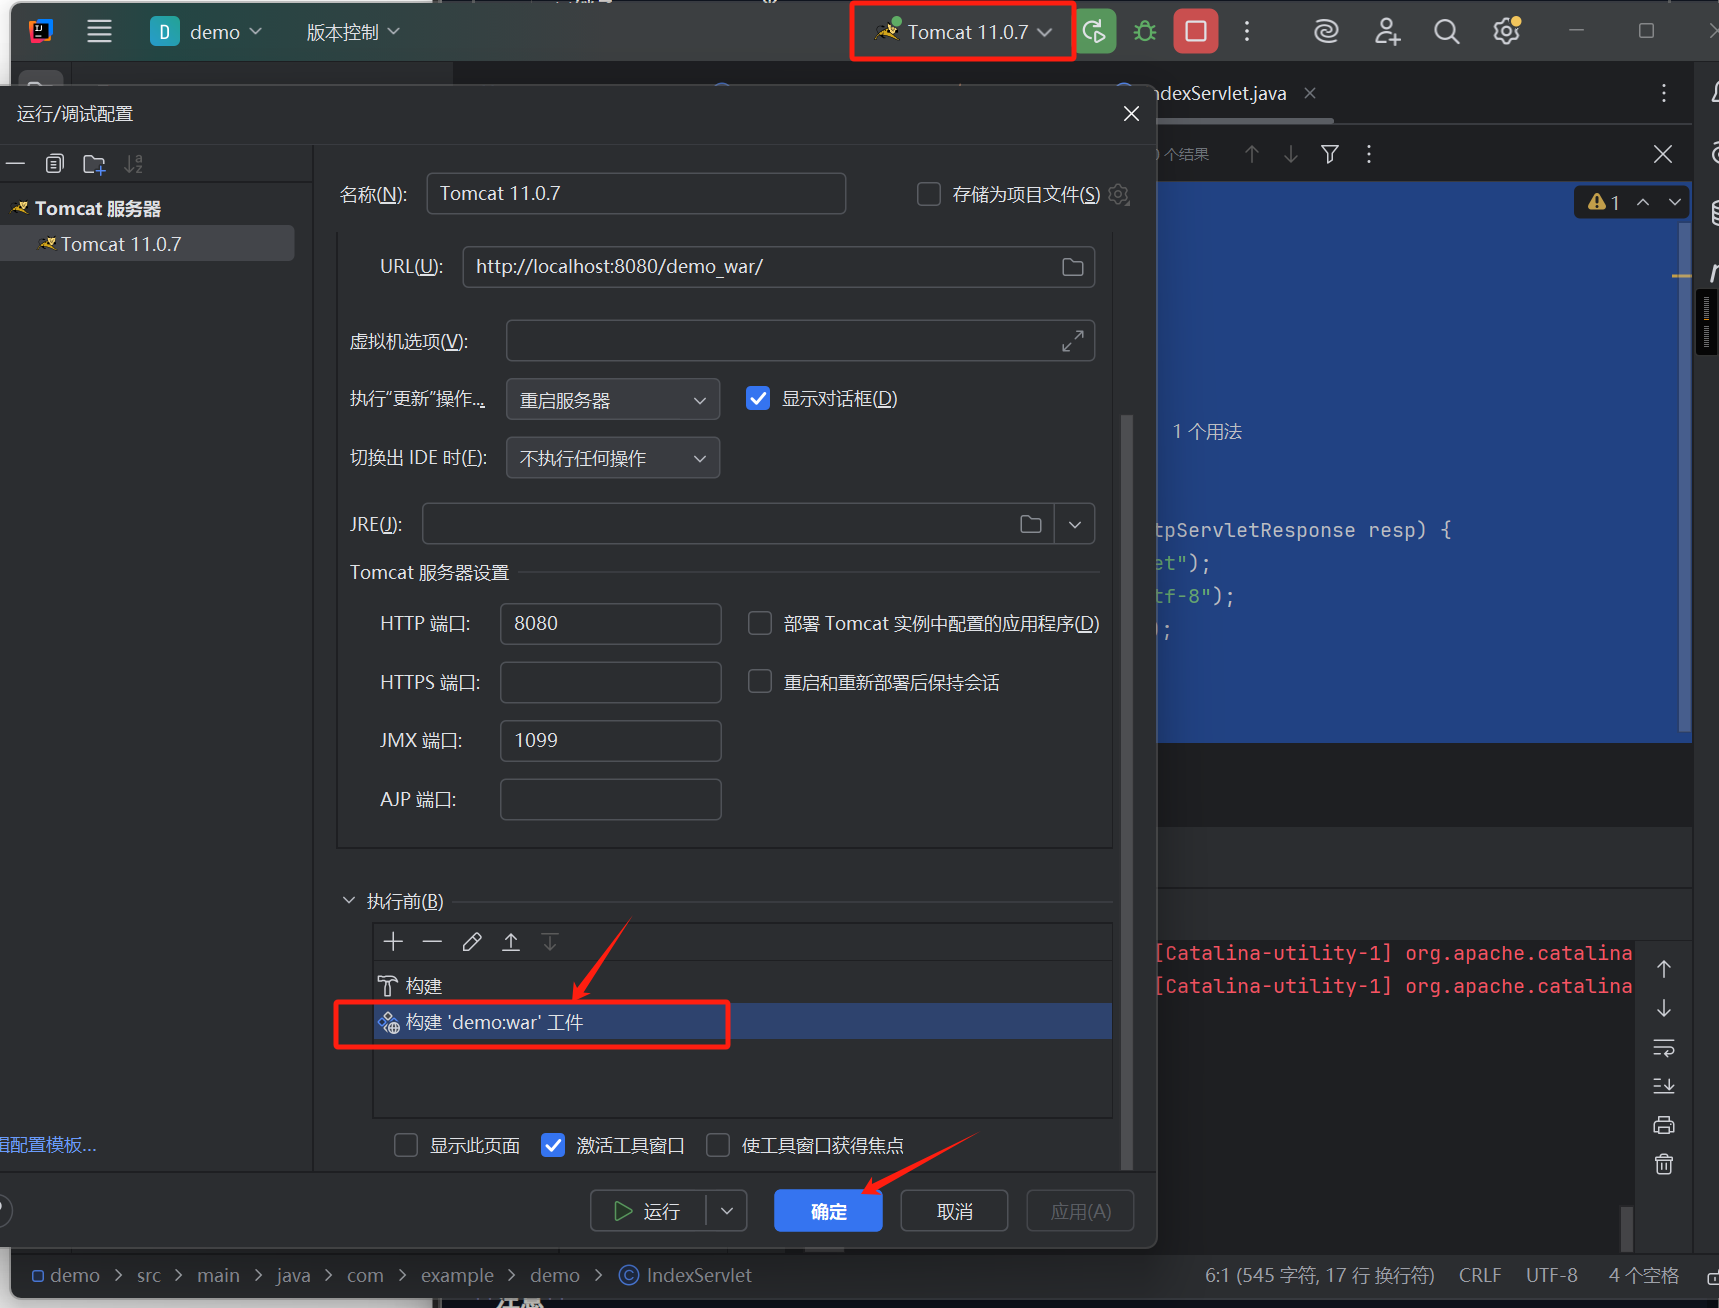 D demo 版本控制 Tomcat 11.0.7
运行/调试配置
ndexServlet.java
个结果
Tomcat 服务器
Tomcat 11.0.7
名称(N): Tomcat 11.0.7 存储为项目文件(S)
1
URL(U): http://localhost:8080/demo_war/
虚拟机选项(V):
执行“更新”操作... 重启服务器 显示对话框(D)
切换出 IDE 时(F): 不执行任何操作
1 个用法
JRE(J):
tpServletResponse resp) {
et");
tf-8");
);
Tomcat 服务器设置
HTTP 端口: 8080 部署 Tomcat 实例中配置的应用程序(D)
HTTPS 端口: 重启和重新部署后保持会话
JMX 端口: 1099
AJP 端口:
执行前(B)
构建
构建 'demo:war' 工件
[Catalina-utility-1] org.apache.catalina
[Catalina-utility-1] org.apache.catalina
显示此页面 激活工具窗口 使工具窗口获得焦点
配置模板...
运行 确定 取消 应用(A)
demo > src > main > java > com > example > demo > IndexServlet
6:1 (545 字符, 17 行 换行符) CRLF UTF-8 4 个空格